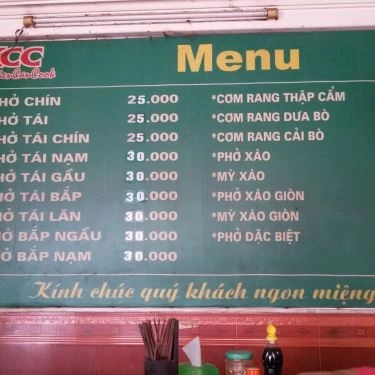 KCC Menu
KienCanCook
HỞ CHÍN 25.000 *CƠM RANG THẬP CẨM
HỞ TÁI 25.000 *CƠM RANG DƯA BÒ
HỞ TÁI CHÍN 25.000 *CƠM RANG CẢI BÒ
HỞ TÁI NẠM 30.000 *PHỞ XÀO
HỞ TÁI GẦU 30.000 *MỲ XÀO
HỞ TÁI BẮP 30.000 *PHỞ XÀO GIÒN
HỞ TÁI LĂN 30.000 *MỲ XÀO GIÒN
HỞ BẮP NGẦU 30.000 *PHỞ ĐẶC BIỆT
HỞ BẮP NẠM 30.000
Kính chúc quý khách ngon miệng